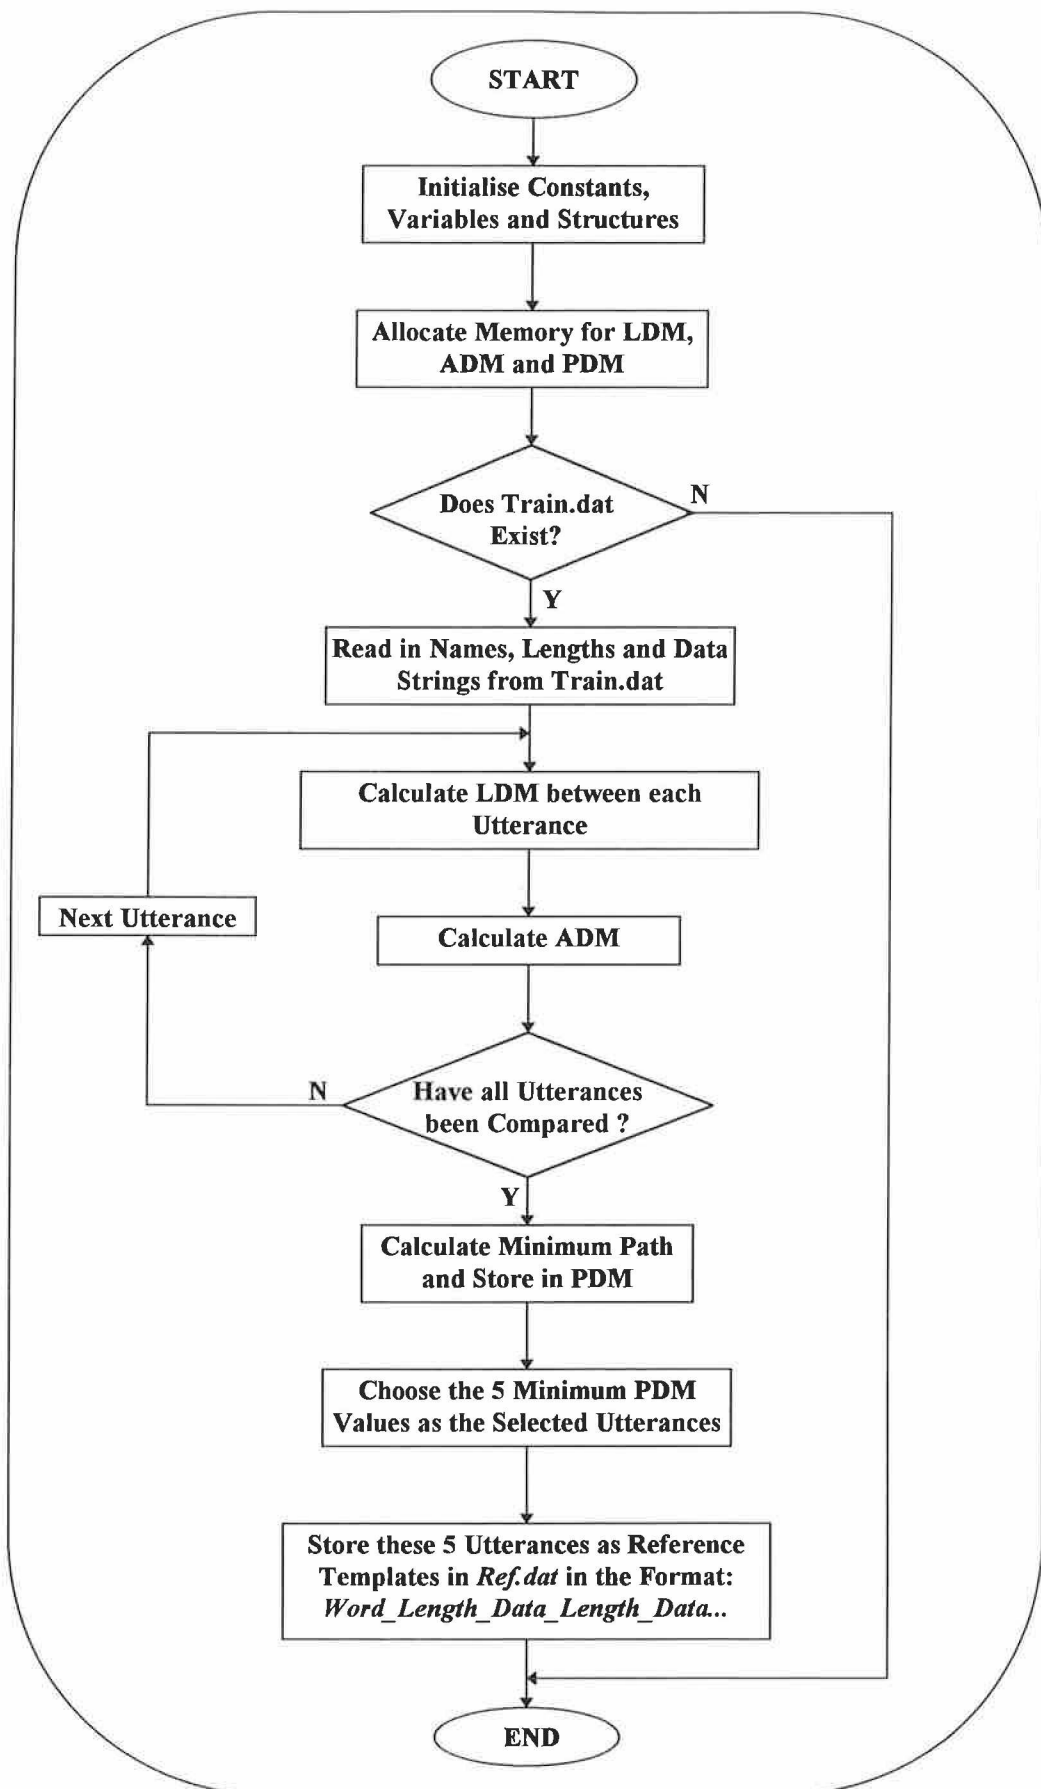 START
Initialise Constants,
Variables and Structures
Allocate Memory for LDM,
ADM and PDM
Does Train.dat
Exist?
N
Y
Read in Names, Lengths and Data
Strings from Train.dat
Calculate LDM between each
Utterance
Next Utterance
Calculate ADM
Have all Utterances
been Compared ?
N
Y
Calculate Minimum Path
and Store in PDM
Choose the 5 Minimum PDM
Values as the Selected Utterances
Store these 5 Utterances as Reference
Templates in Ref.dat in the Format:
Word_Length_Data_Length_Data...
END